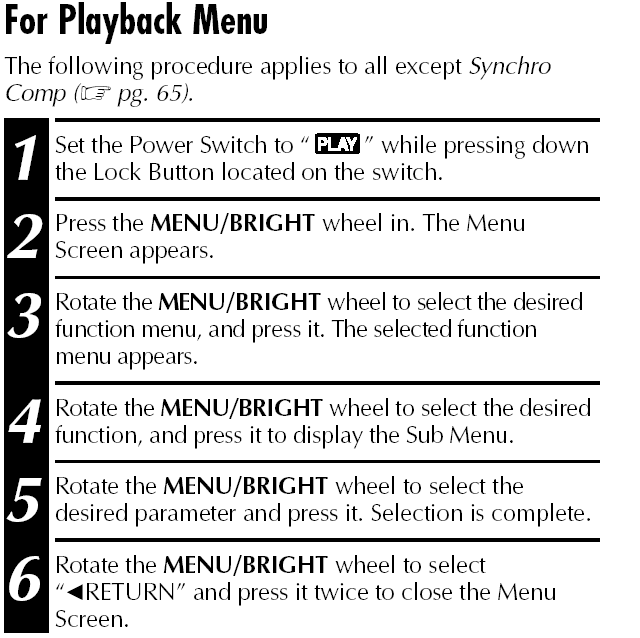 For Playback Menu
The following procedure applies to all except Synchro
Comp (☞ pg. 65).
1 Set the Power Switch to “ PLAY ” while pressing down
the Lock Button located on the switch.
2 Press the MENU/BRIGHT wheel in. The Menu
Screen appears.
3 Rotate the MENU/BRIGHT wheel to select the desired
function menu, and press it. The selected function
menu appears.
4 Rotate the MENU/BRIGHT wheel to select the desired
function, and press it to display the Sub Menu.
5 Rotate the MENU/BRIGHT wheel to select the
desired parameter and press it. Selection is complete.
6 Rotate the MENU/BRIGHT wheel to select
“◄RETURN” and press it twice to close the Menu
Screen.